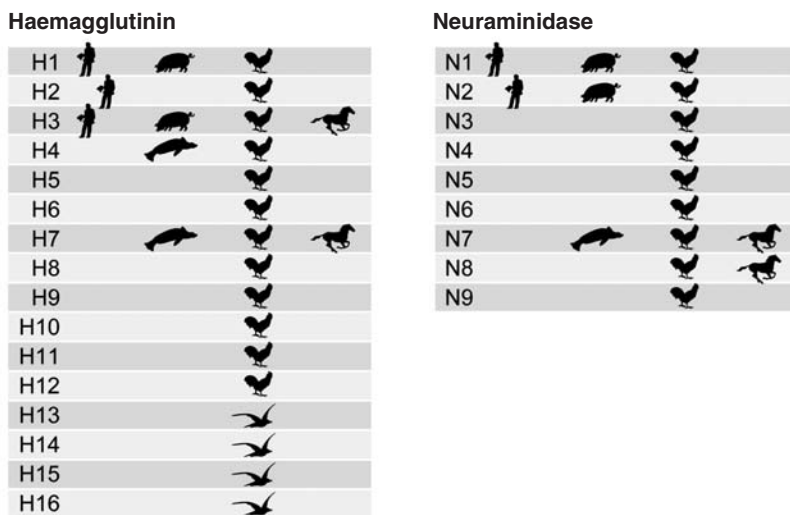 Haemagglutinin
H1
H2
H3
H4
H5
H6
H7
H8
H9
H10
H11
H12
H13
H14
H15
H16
Neuraminidase
N1
N2
N3
N4
N5
N6
N7
N8
N9